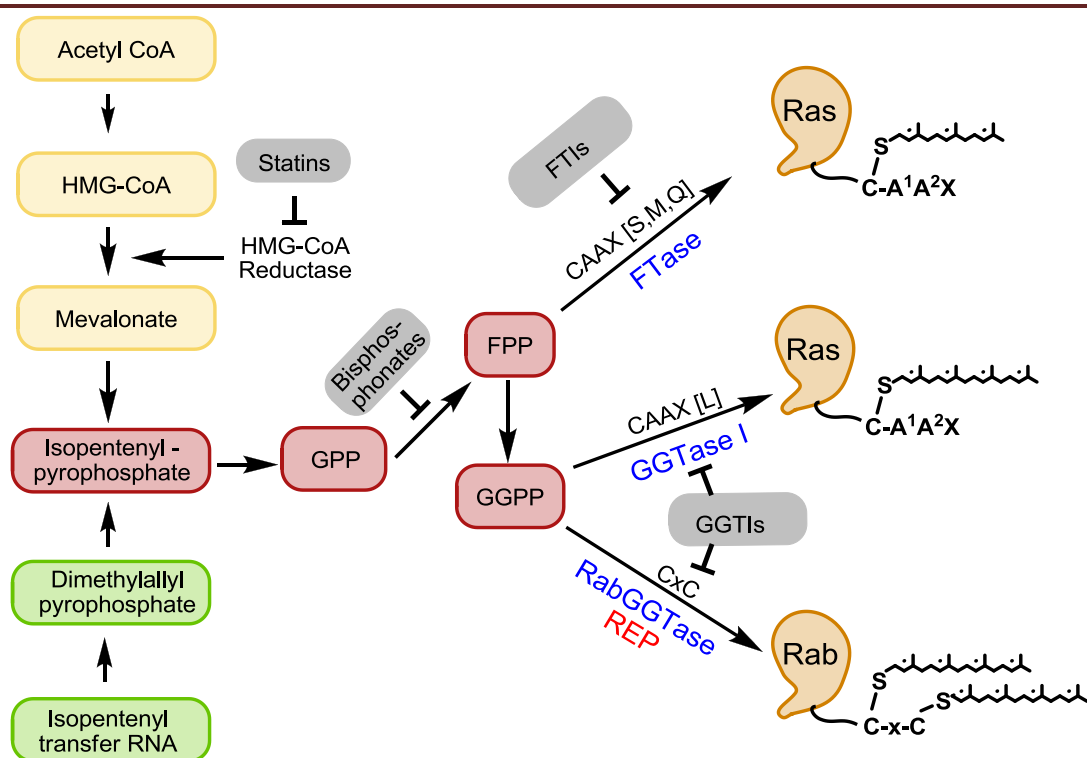 Acetyl CoA
HMG-CoA
Statins
HMG-CoA
Reductase
Mevalonate
Isopentenyl -
pyrophosphate
Dimethylallyl
pyrophosphate
Isopentenyl
transfer RNA
GPP
Bisphos-
phonates
FPP
GGPP
FTIs
CAAX [S,M,Q]
FTase
Ras
S
C-A¹A²X
CAAX [L]
GGTase I
GGTIs
Ras
S
C-A¹A²X
CxC
RabGGTase
REP
Rab
S
S
C-x-C